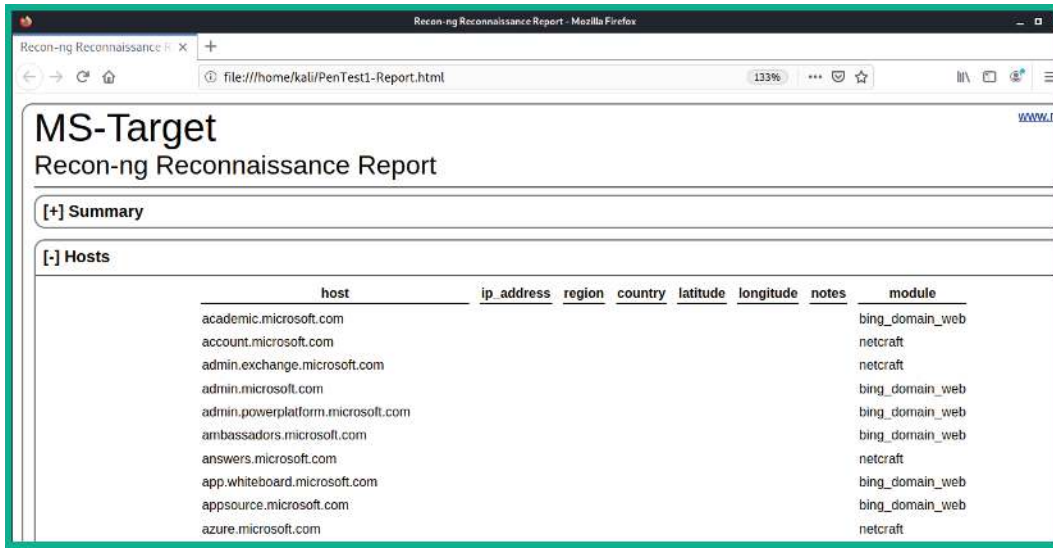 Recon-ng Reconnaissance Report - Mozilla Firefox
Recon-ng Reconnaissance R
file:///home/kali/PenTest1-Report.html 133%
MS-Target
Recon-ng Reconnaissance Report
[+] Summary
[-] Hosts
host ip_address region country latitude longitude notes module
academic.microsoft.com bing_domain_web
account.microsoft.com netcraft
admin.exchange.microsoft.com netcraft
admin.microsoft.com bing_domain_web
admin.powerplatform.microsoft.com bing_domain_web
ambassadors.microsoft.com bing_domain_web
answers.microsoft.com netcraft
app.whiteboard.microsoft.com bing_domain_web
appsource.microsoft.com bing_domain_web
azure.microsoft.com netcraft